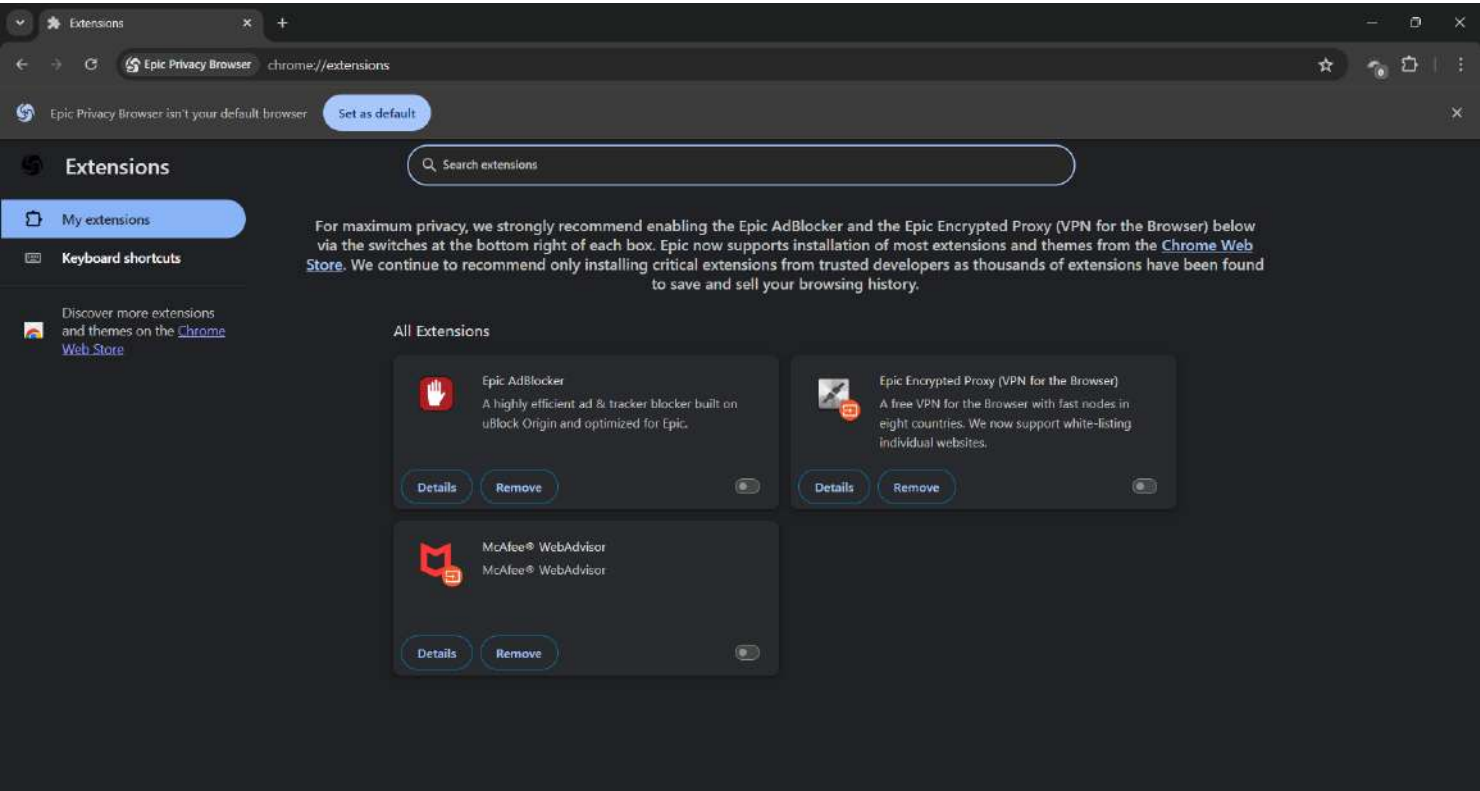 Extensions
Epic Privacy Browser
chrome://extensions
Epic Privacy Browser isn't your default browser
Set as default
Extensions
Search extensions
My extensions
Keyboard shortcuts
Discover more extensions
and themes on the Chrome
Web Store
For maximum privacy, we strongly recommend enabling the Epic AdBlocker and the Epic Encrypted Proxy (VPN for the Browser) below
via the switches at the bottom right of each box. Epic now supports installation of most extensions and themes from the Chrome Web
Store. We continue to recommend only installing critical extensions from trusted developers as thousands of extensions have been found
to save and sell your browsing history.
All Extensions
Epic AdBlocker
A highly efficient ad & tracker blocker built on
uBlock Origin and optimized for Epic.
Details
Remove
Epic Encrypted Proxy (VPN for the Browser)
A free VPN for the Browser with fast nodes in
eight countries. We now support white-listing
individual websites.
Details
Remove
McAfee® WebAdvisor
McAfee® WebAdvisor
Details
Remove